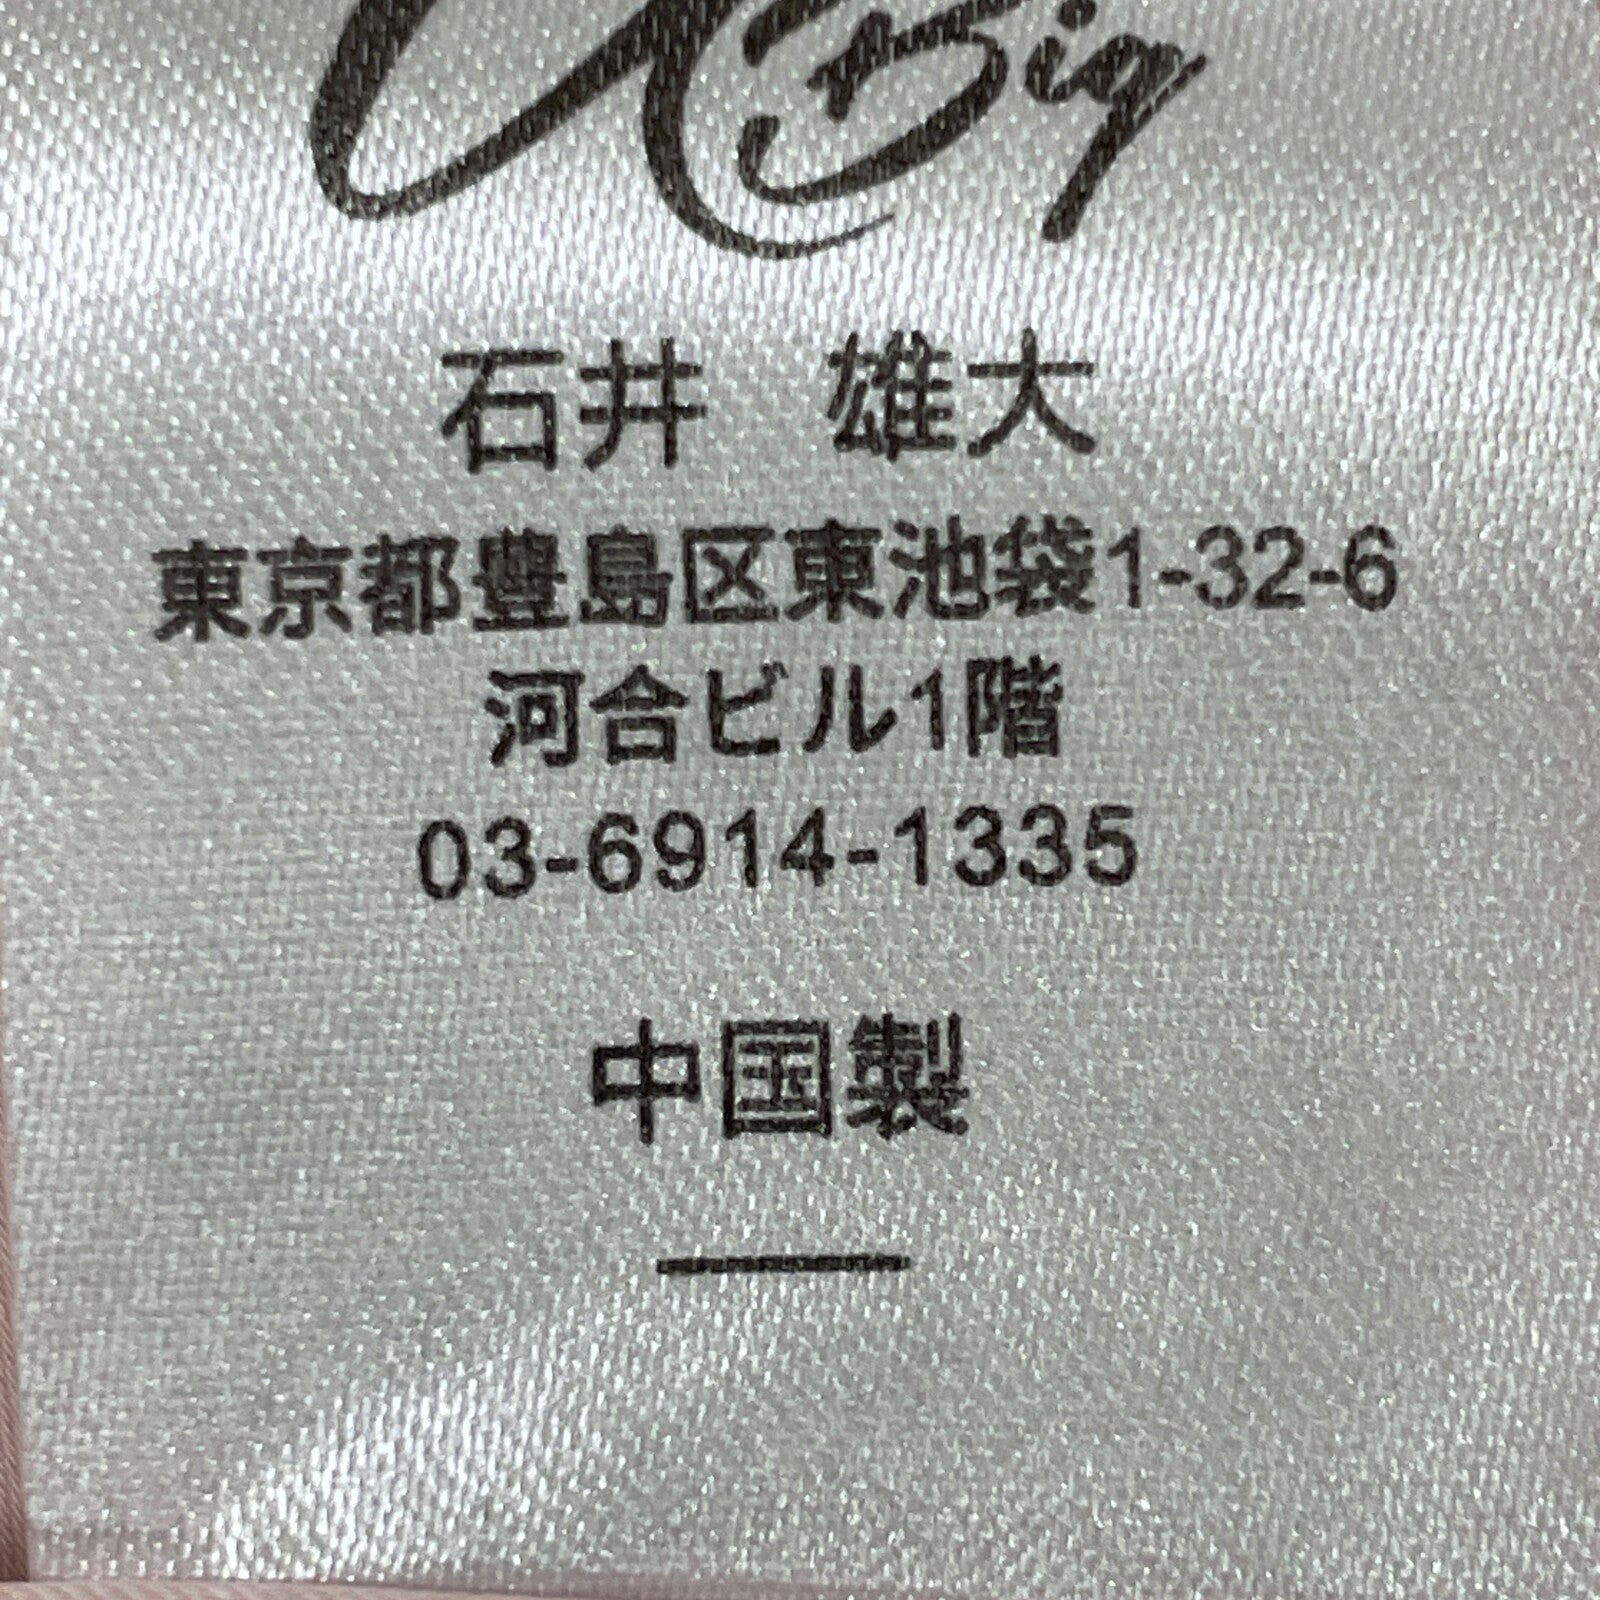 石井　雄大
東京都豊島区東池袋1-32-6
河合ビル1階
03-6914-1335
中国製